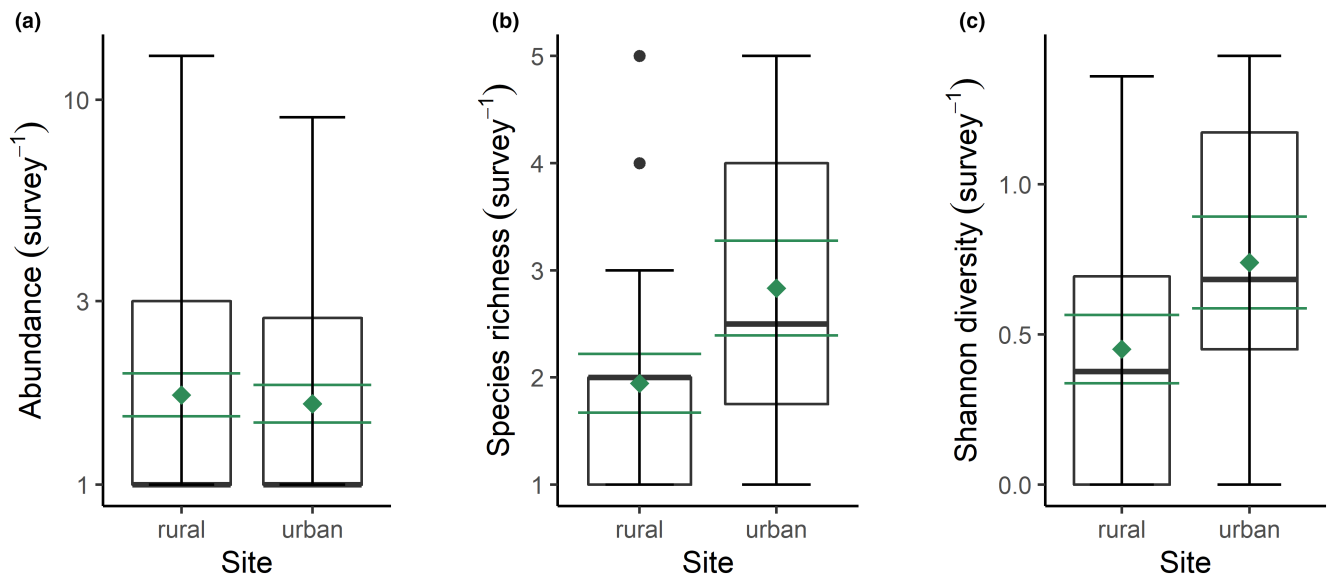 (a)
Abundance (survey⁻¹)
10
3
1
rural urban
Site
(b)
Species richness (survey⁻¹)
5
4
3
2
1
rural urban
Site
(c)
Shannon diversity (survey⁻¹)
1.0
0.5
0.0
rural urban
Site